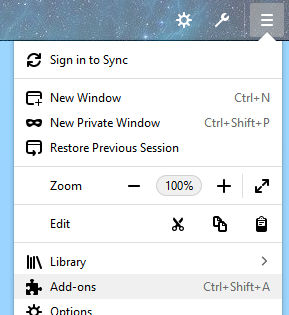 Sign in to Sync
New Window Ctrl+N
New Private Window Ctrl+Shift+P
Restore Previous Session
Zoom 100%
Edit
Library
Add-ons Ctrl+Shift+A
Options